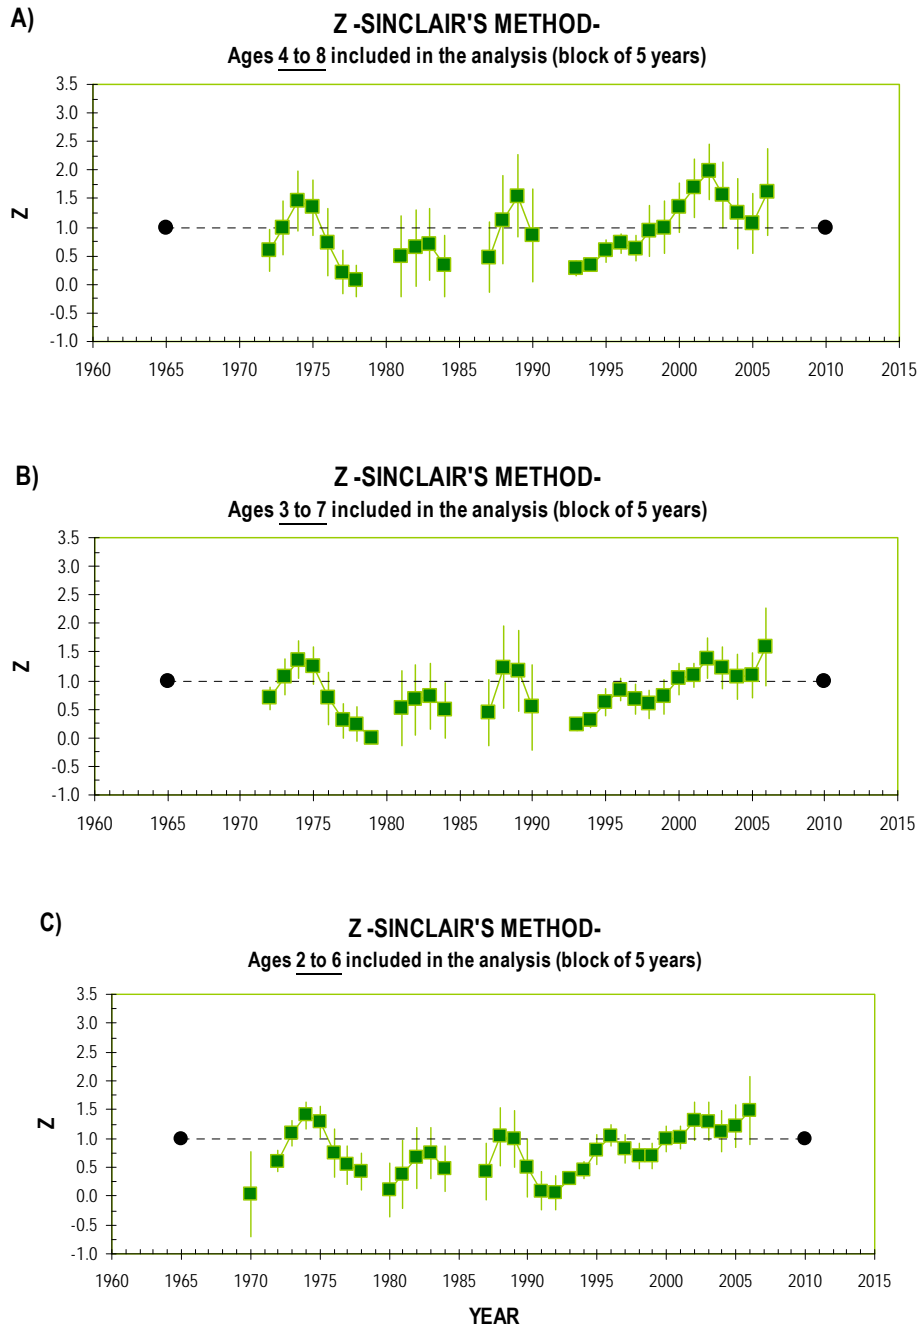 A)
Z -SINCLAIR'S METHOD-
Ages 4 to 8 included in the analysis (block of 5 years)
3.5
3.0
2.5
2.0
1.5
1.0
0.5
0.0
-0.5
-1.0
Z
1960 1965 1970 1975 1980 1985 1990 1995 2000 2005 2010 2015
B)
Z -SINCLAIR'S METHOD-
Ages 3 to 7 included in the analysis (block of 5 years)
3.5
3.0
2.5
2.0
1.5
1.0
0.5
0.0
-0.5
-1.0
Z
1960 1965 1970 1975 1980 1985 1990 1995 2000 2005 2010 2015
C)
Z -SINCLAIR'S METHOD-
Ages 2 to 6 included in the analysis (block of 5 years)
3.5
3.0
2.5
2.0
1.5
1.0
0.5
0.0
-0.5
-1.0
Z
1960 1965 1970 1975 1980 1985 1990 1995 2000 2005 2010 2015
YEAR